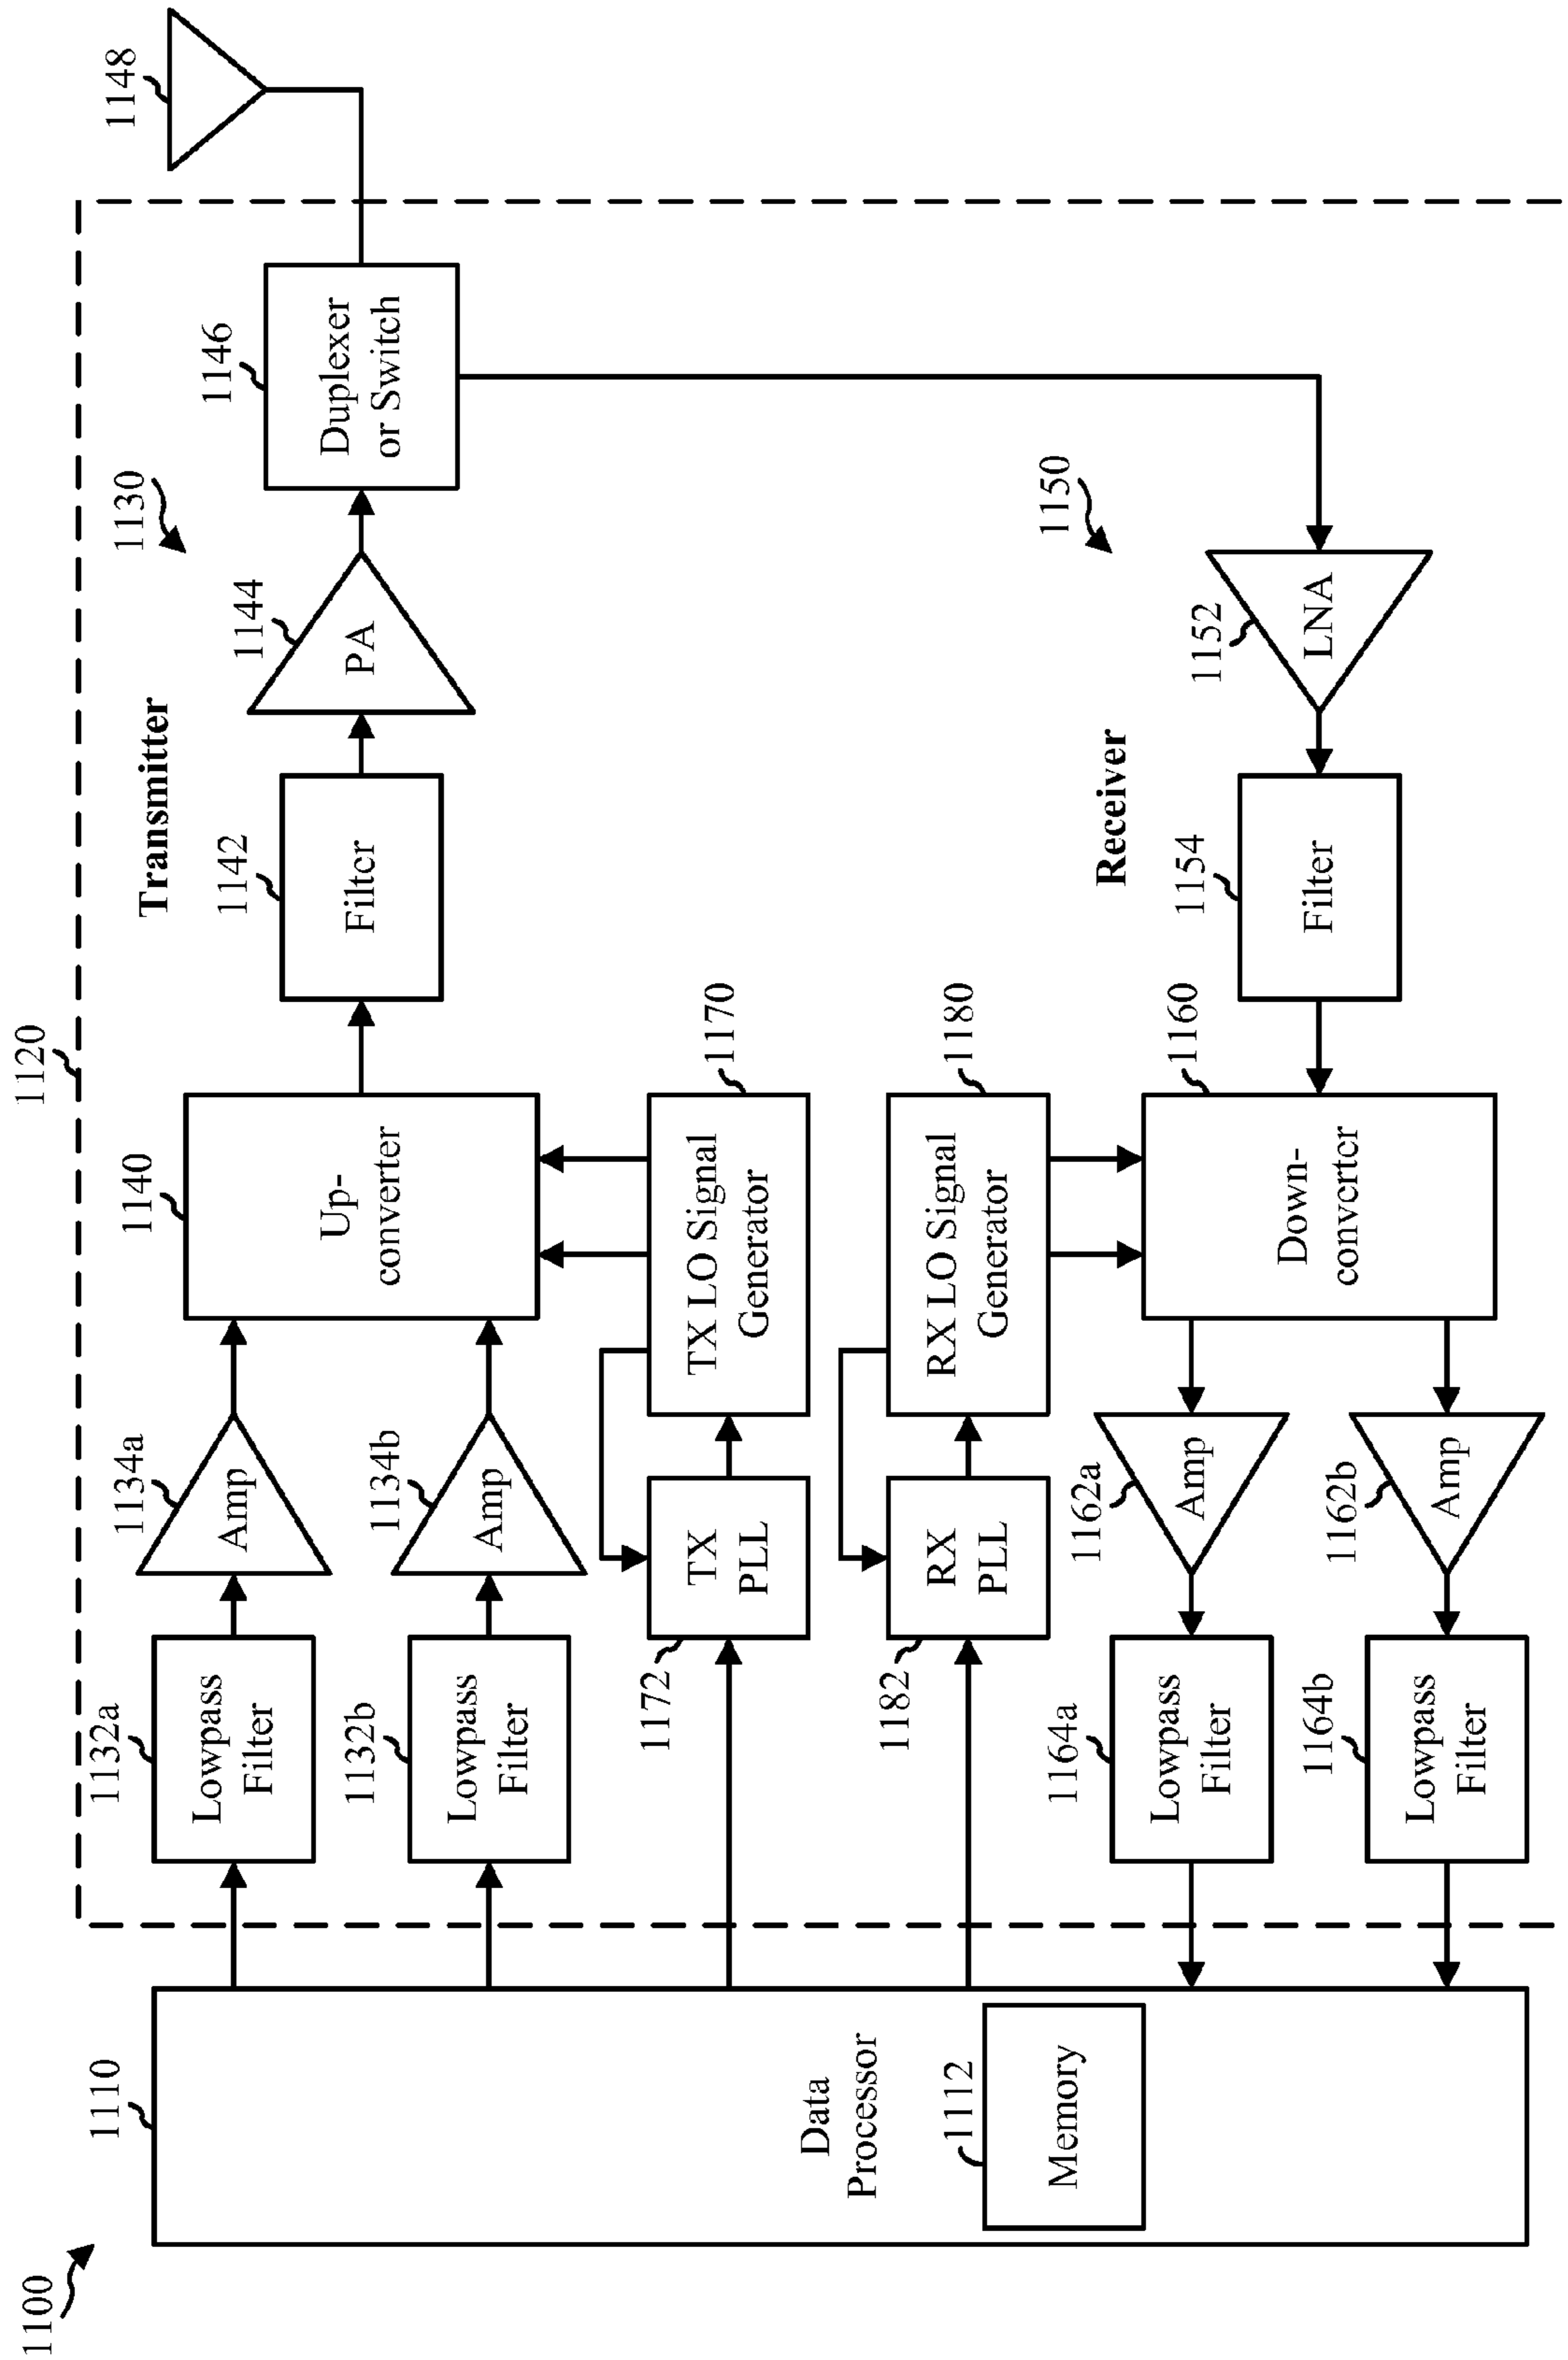 1100
1110
Data
Processor
1112
Memory
1120
1132a
Lowpass
Filter
1134a
Amp
1132b
Lowpass
Filter
1134b
Amp
1140
Up-
converter
Transmitter
1130
1142
Filter
1144
PA
1146
Duplexer
or Switch
1148
1172
TX
PLL
TX LO Signal
Generator
1170
1182
RX
PLL
RX LO Signal
Generator
1180
Receiver
1150
1152
LNA
1154
Filter
1160
Down-
converter
1162a
Amp
1164a
Lowpass
Filter
1162b
Amp
1164b
Lowpass
Filter